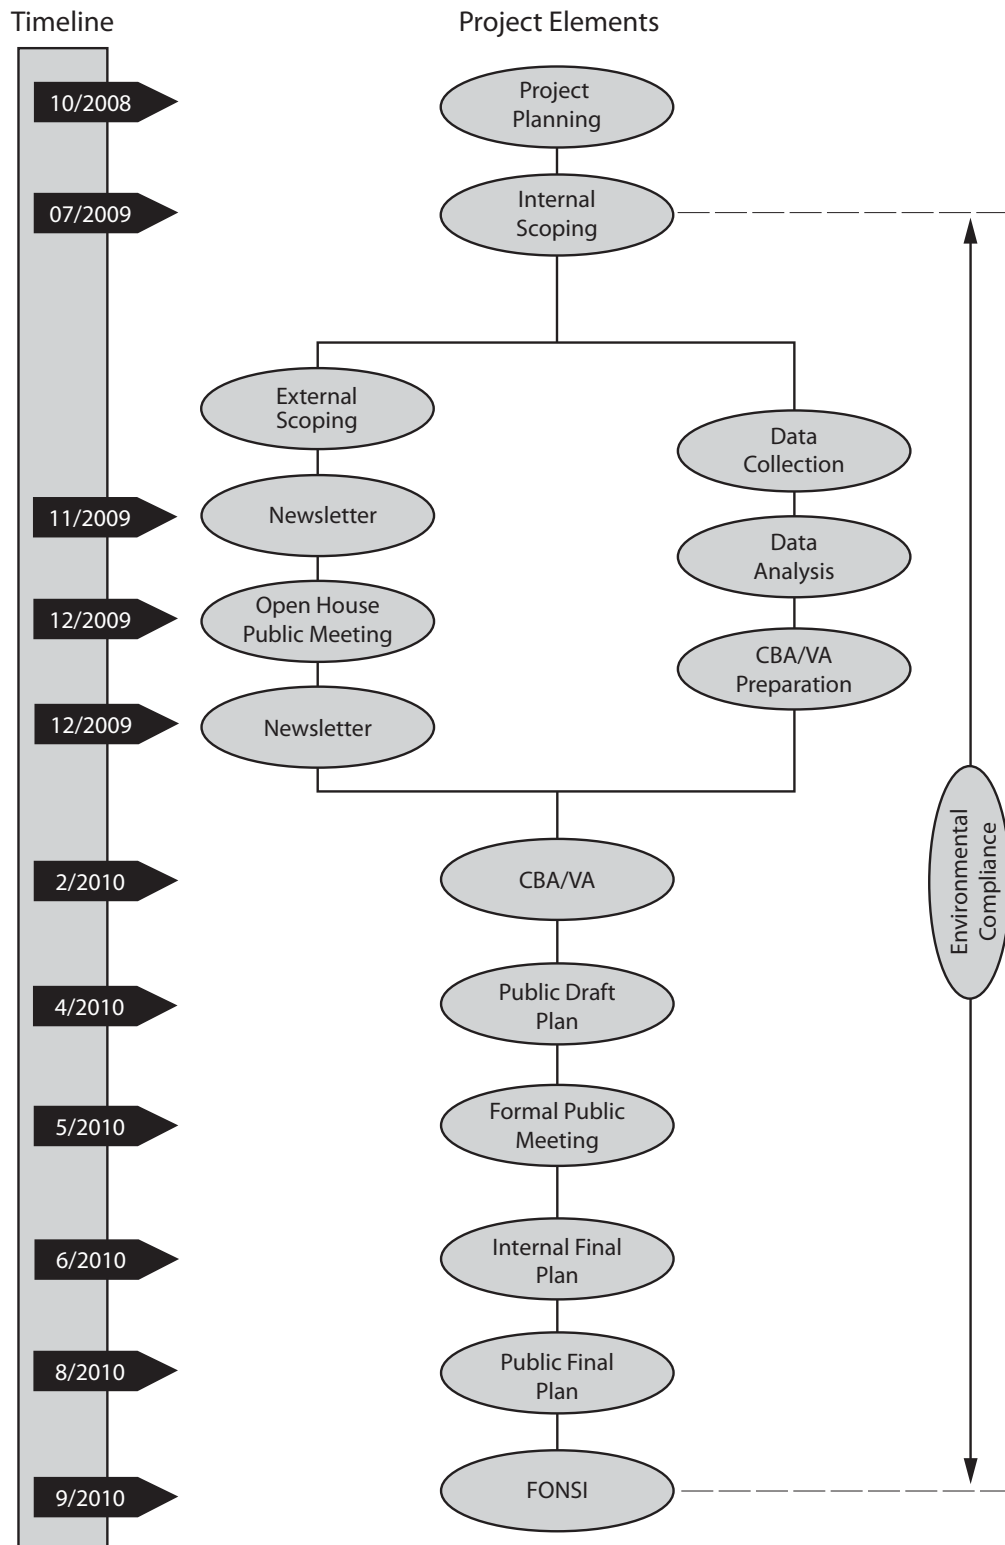 Timeline
Project Elements
10/2008
Project
Planning
07/2009
Internal
Scoping
External
Scoping
Data
Collection
11/2009
Newsletter
Data
Analysis
12/2009
Open House
Public Meeting
CBA/VA
Preparation
12/2009
Newsletter
Environmental
Compliance
2/2010
CBA/VA
4/2010
Public Draft
Plan
5/2010
Formal Public
Meeting
6/2010
Internal Final
Plan
8/2010
Public Final
Plan
9/2010
FONSI